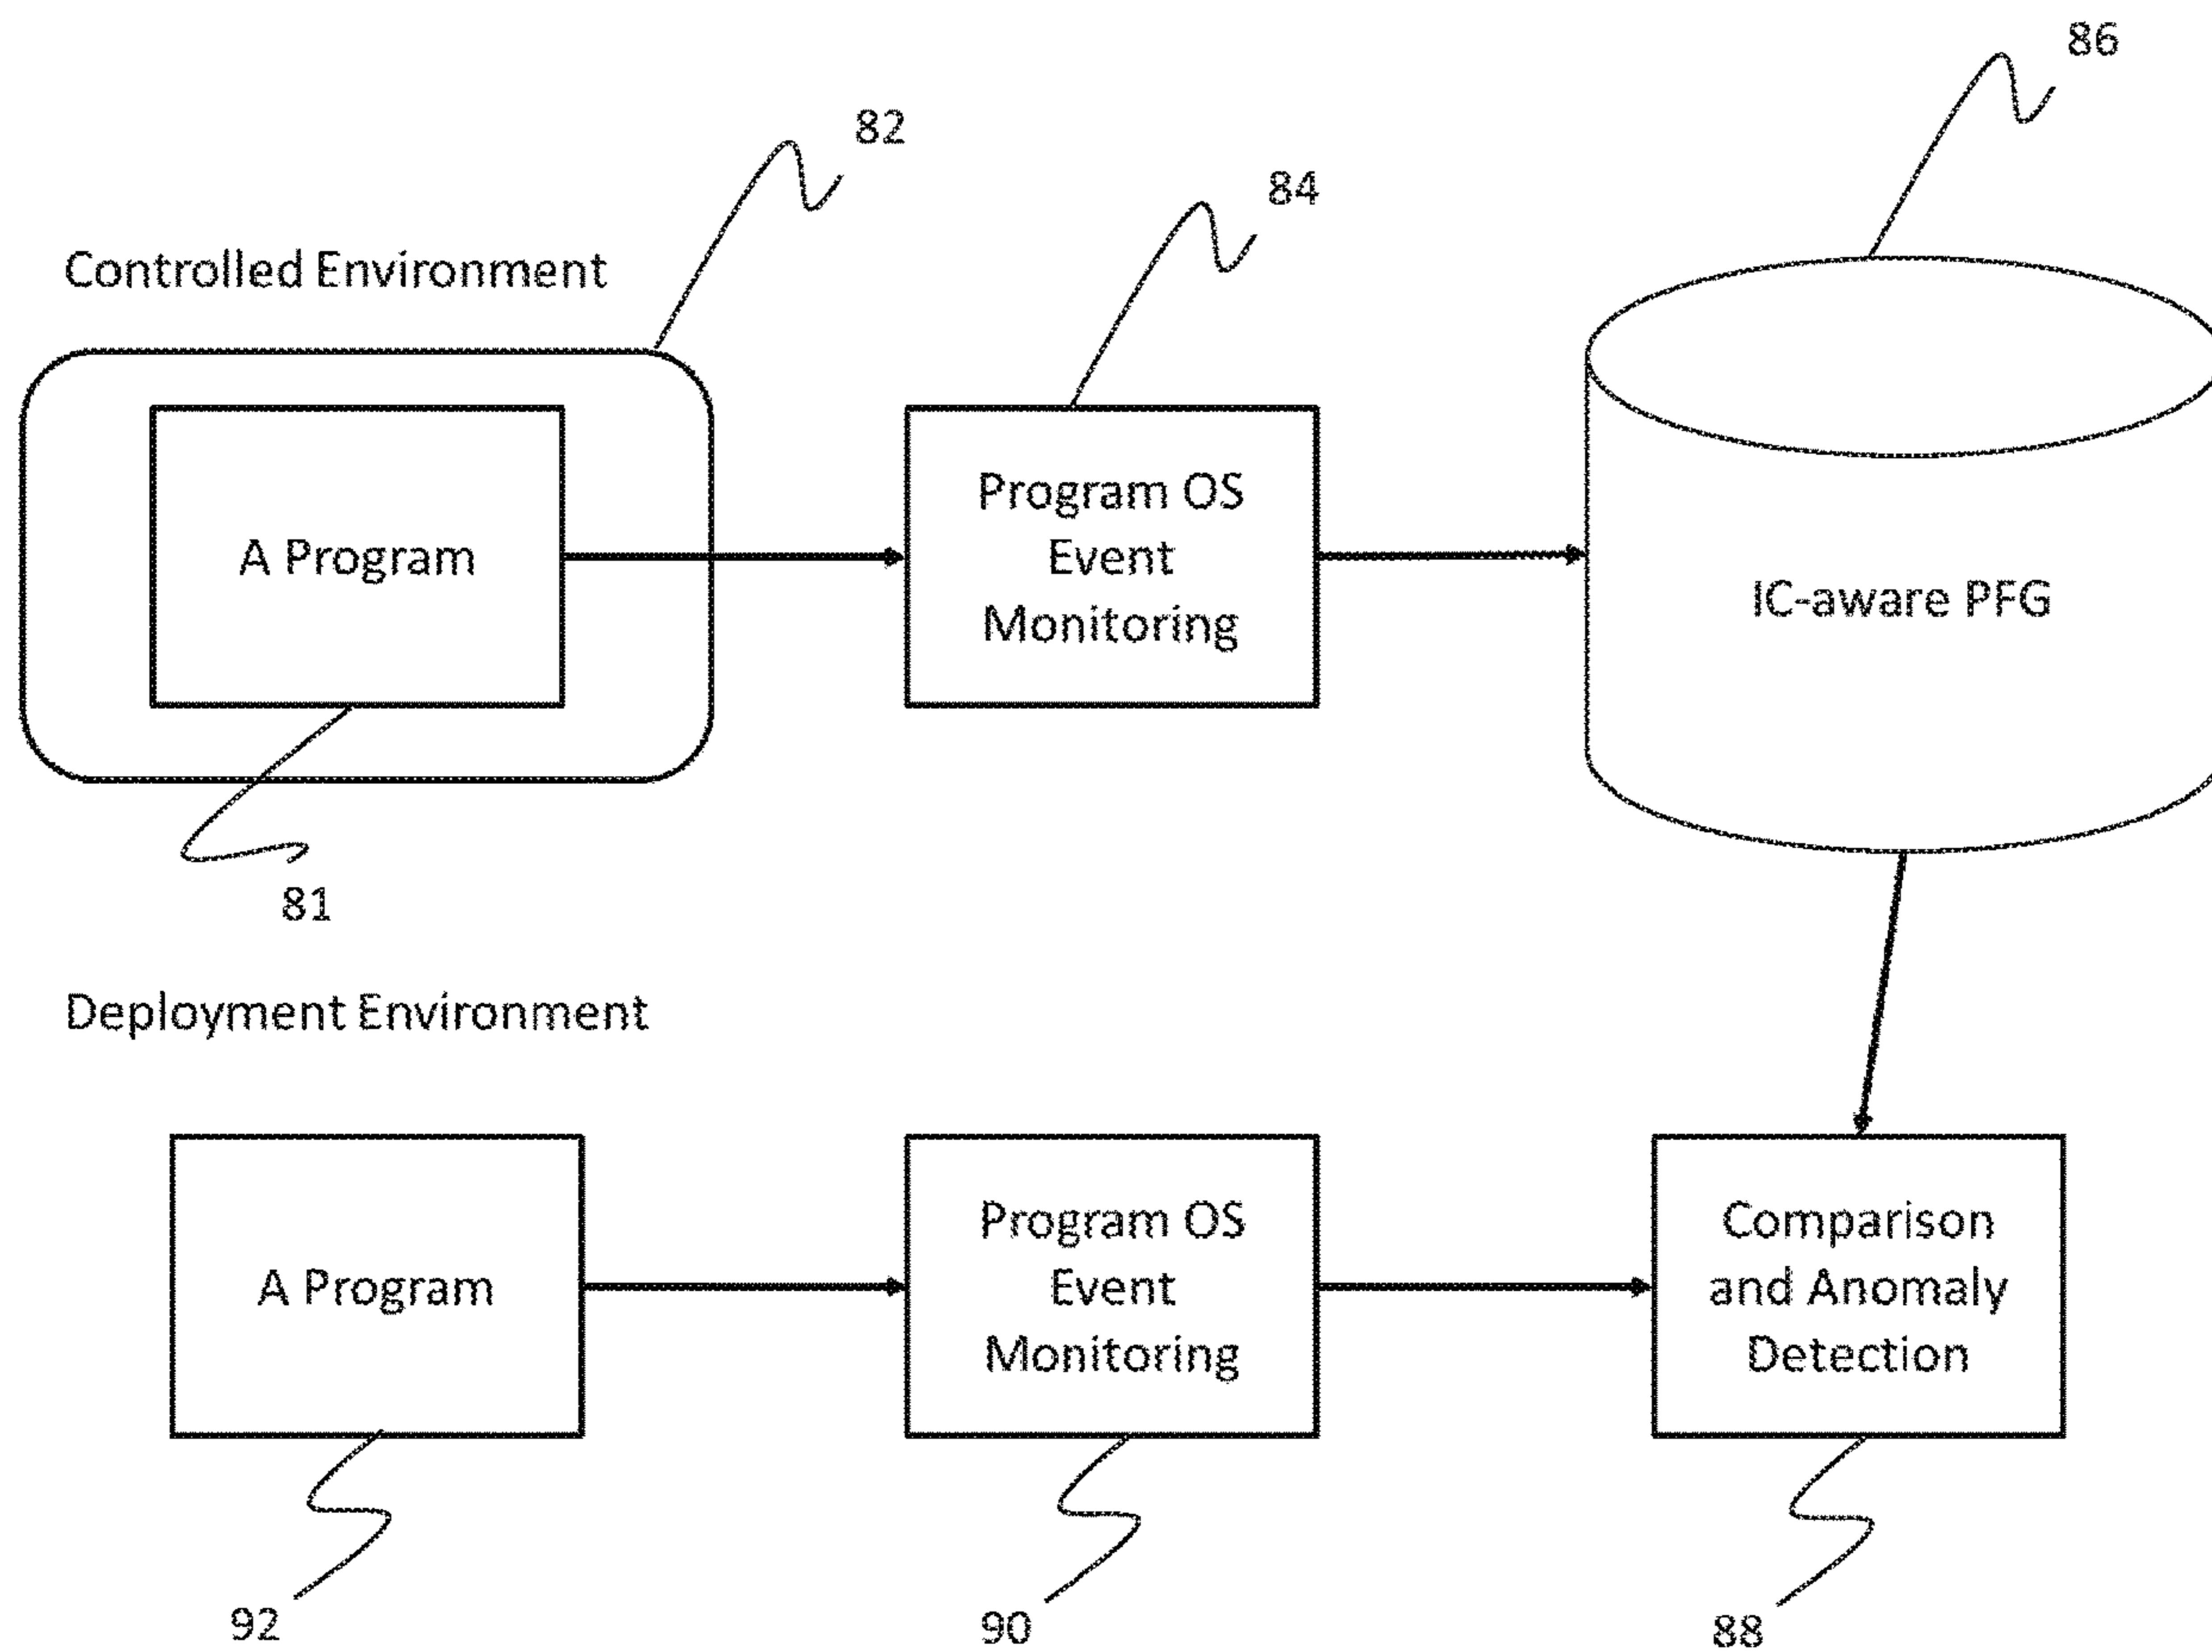 86
82
84
Controlled Environment
A Program
Program OS
Event
Monitoring
IC-aware PFG
81
Deployment Environment
A Program
Program OS
Event
Monitoring
Comparison
and Anomaly
Detection
92
90
88